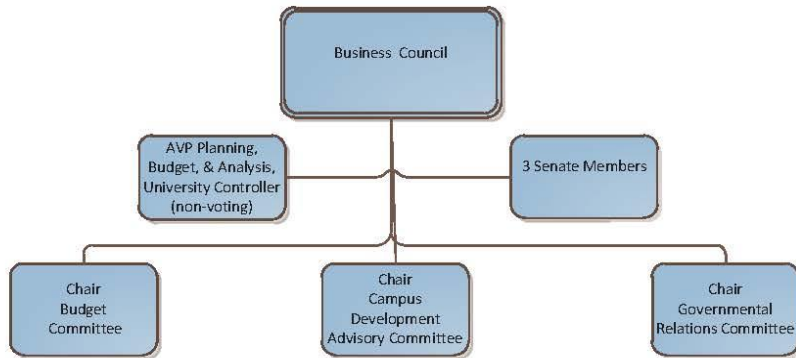 Business Council
AVP Planning,
Budget, & Analysis,
University Controller
(non-voting)
3 Senate Members
Chair
Budget
Committee
Chair
Campus
Development
Advisory Committee
Chair
Governmental
Relations Committee